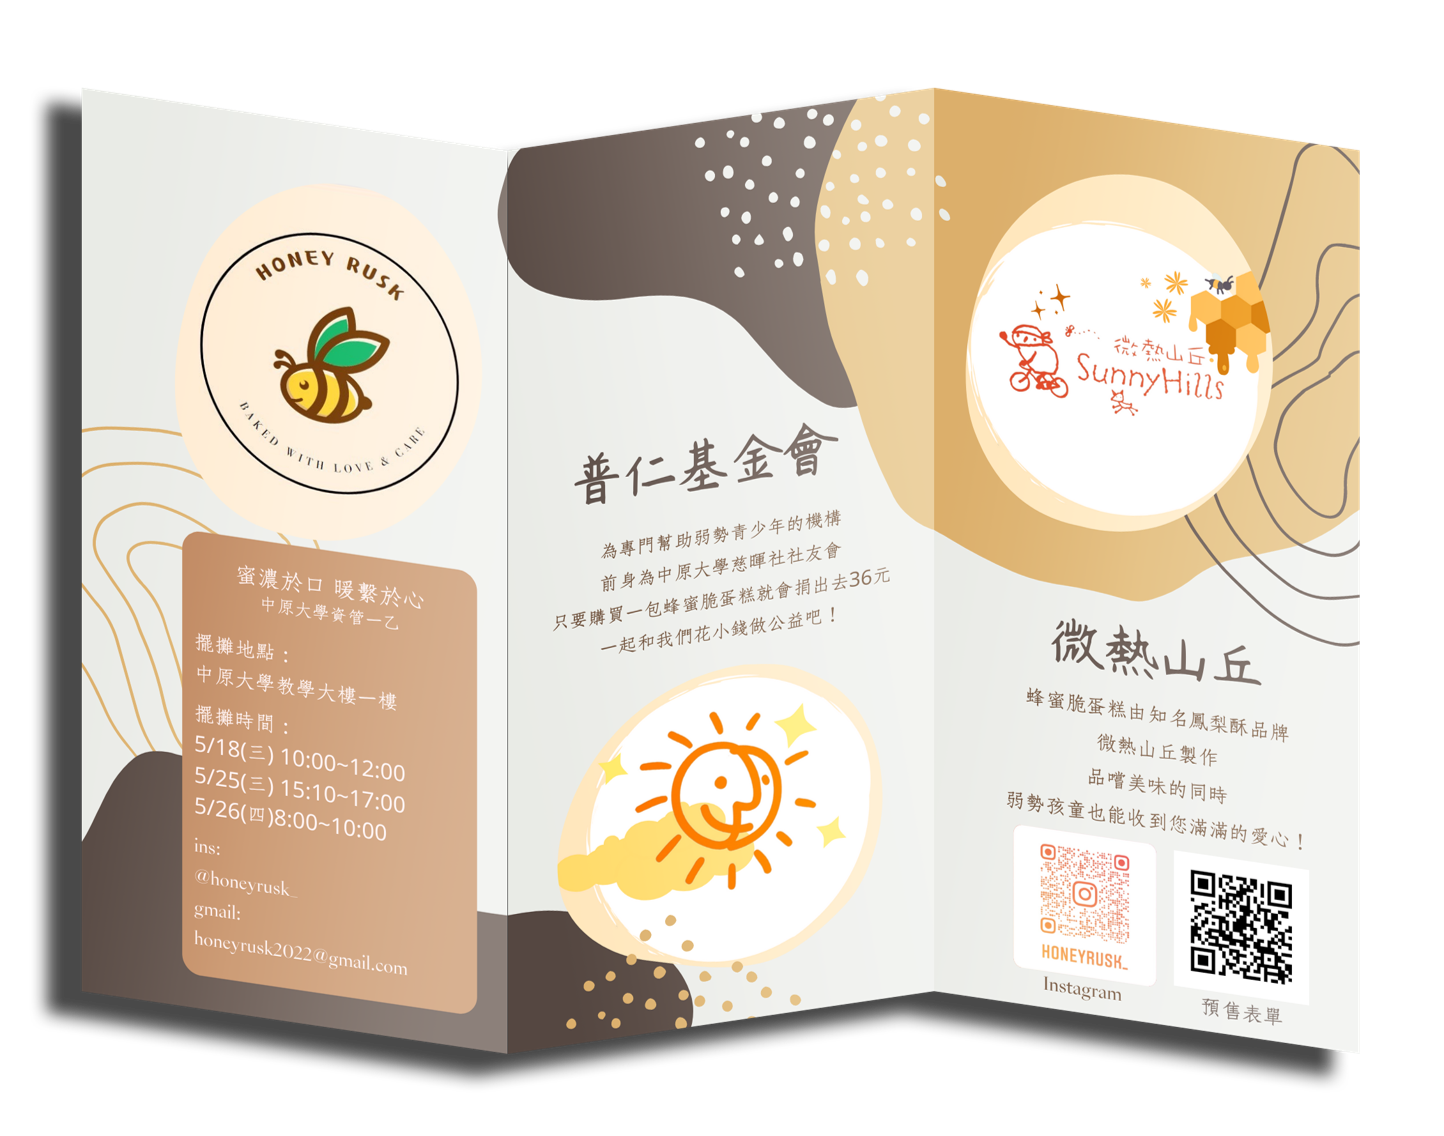 HONEY RUSK
BAKED WITH LOVE & CARE
蜜濃於口 暖繫於心
中原大學資管一乙
擺攤地點：
中原大學教學大樓一樓
擺攤時間：
5/18(三) 10:00~12:00
5/25(三) 15:10~17:00
5/26(四)8:00~10:00
ins:
@honeyrusk_
gmail:
honeyrusk2022@gmail.com
普仁基金會
為專門幫助弱勢青少年的機構
前身為中原大學慈暉社社友會
只要購買一包蜂蜜脆蛋糕就會捐出去36元
一起和我們花小錢做公益吧！
微熱山丘
SunnyHills
微熱山丘
蜂蜜脆蛋糕由知名鳳梨酥品牌
微熱山丘製作
品嚐美味的同時
弱勢孩童也能收到您滿滿的愛心！
HONEYRUSK_
Instagram
預售表單